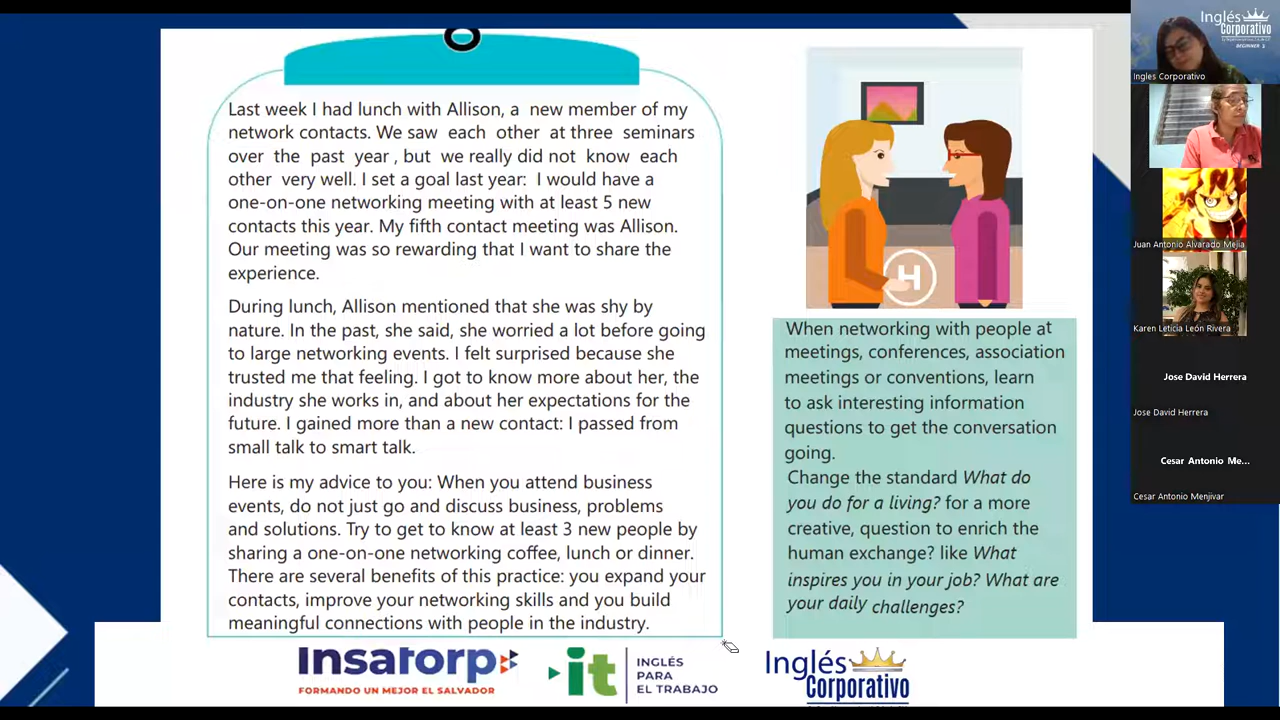 Last week I had lunch with Allison, a new member of my
network contacts. We saw each other at three seminars
over the past year , but we really did not know each
other very well. I set a goal last year: I would have a
one-on-one networking meeting with at least 5 new
contacts this year. My fifth contact meeting was Allison.
Our meeting was so rewarding that I want to share the
experience.
During lunch, Allison mentioned that she was shy by
nature. In the past, she said, she worried a lot before going
to large networking events. I felt surprised because she
trusted me that feeling. I got to know more about her, the
industry she works in, and about her expectations for the
future. I gained more than a new contact: I passed from
small talk to smart talk.
Here is my advice to you: When you attend business
events, do not just go and discuss business, problems
and solutions. Try to get to know at least 3 new people by
sharing a one-on-one networking coffee, lunch or dinner.
There are several benefits of this practice: you expand your
contacts, improve your networking skills and you build
meaningful connections with people in the industry.
H
When networking with people at
meetings, conferences, association
meetings or conventions, learn
to ask interesting information
questions to get the conversation
going.
Change the standard What do
you do for a living? for a more
creative, question to enrich the
human exchange? like What
inspires you in your job? What are
your daily challenges?
Insaforp
FORMANDO UN MEJOR EL SALVADOR
it
INGLÉS
PARA
EL TRABAJO
Inglés
Corporativo
Inglés
Corporativo
BEGINNER 2
Ingles Corporativo
Juan Antonio Alvarado Mejia
Karen Leticia León Rivera
Jose David Herrera
Jose David Herrera
Cesar Antonio Me...
Cesar Antonio Menjivar